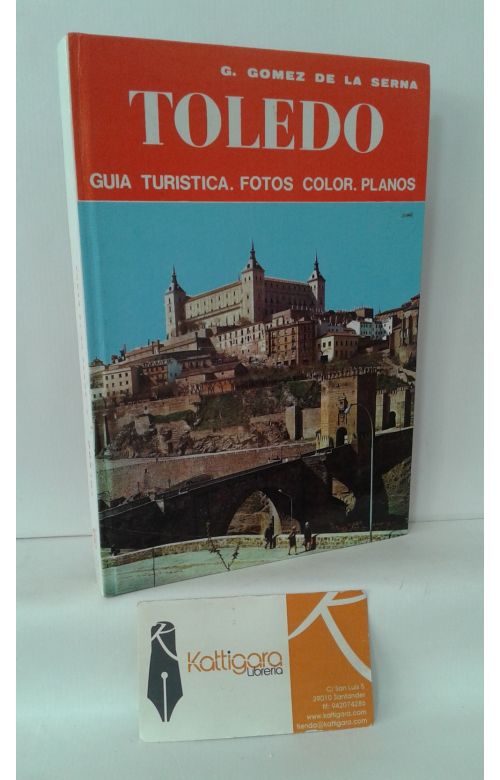 G. GOMEZ DE LA SERNA
TOLEDO
GUIA TURISTICA. FOTOS COLOR. PLANOS
Kattigara
Librería
C/ San Luis 5
39010 Santander
tf: 942074286
www.kattigara.com
tienda@kattigara.com